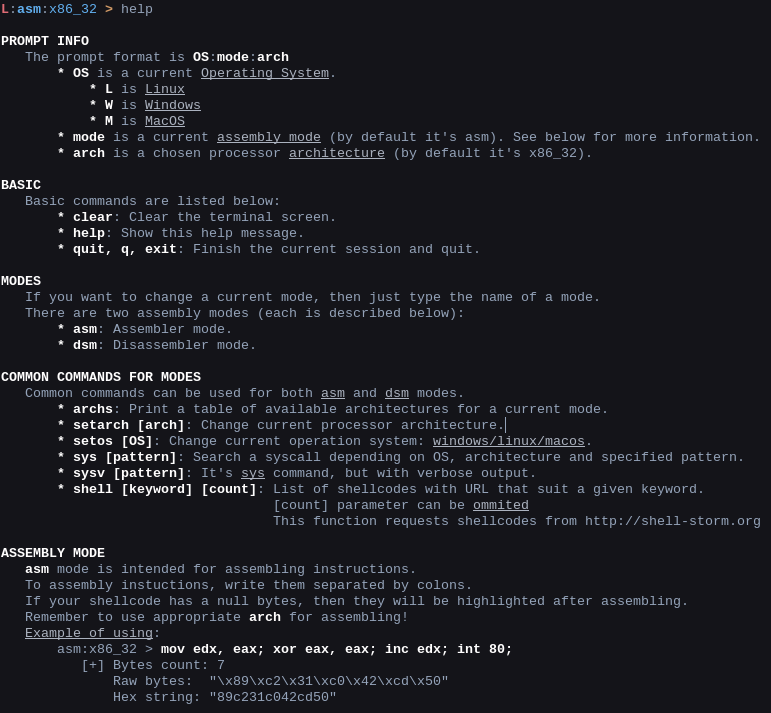 L:asm:x86_32 > help
PROMPT INFO
The prompt format is OS:mode:arch
* OS is a current Operating System.
* L is Linux
* W is Windows
* M is MacOS
* mode is a current assembly mode (by default it's asm). See below for more information.
* arch is a chosen processor architecture (by default it's x86_32).
BASIC
Basic commands are listed below:
* clear: Clear the terminal screen.
* help: Show this help message.
* quit, q, exit: Finish the current session and quit.
MODES
If you want to change a current mode, then just type the name of a mode.
There are two assembly modes (each is described below):
* asm: Assembler mode.
* dsm: Disassembler mode.
COMMON COMMANDS FOR MODES
Common commands can be used for both asm and dsm modes.
* archs: Print a table of available architectures for a current mode.
* setarch [arch]: Change current processor architecture.
* setos [OS]: Change current operation system: windows/linux/macos.
* sys [pattern]: Search a syscall depending on OS, architecture and specified pattern.
* sysv [pattern]: It's sys command, but with verbose output.
* shell [keyword] [count]: List of shellcodes with URL that suit a given keyword.
[count] parameter can be ommited
This function requests shellcodes from http://shell-storm.org
ASSEMBLY MODE
asm mode is intended for assembling instructions.
To assembly instuctions, write them separated by colons.
If your shellcode has a null bytes, then they will be highlighted after assembling.
Remember to use appropriate arch for assembling!
Example of using:
asm:x86_32 > mov edx, eax; xor eax, eax; inc edx; int 80;
[+] Bytes count: 7
Raw bytes:  "\x89\xc2\x31\xc0\x42\xcd\x50"
Hex string: "89c231c042cd50"